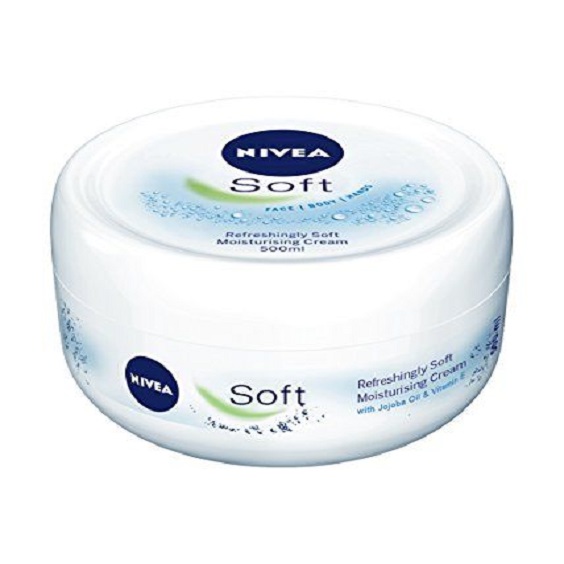 NIVEA
Soft
FACE | BODY | HANDS
Refreshingly Soft
Moisturising Cream
500ml
NIVEA
Soft
Refreshingly Soft
Moisturising Cream
with Jojoba Oil & Vitamin E